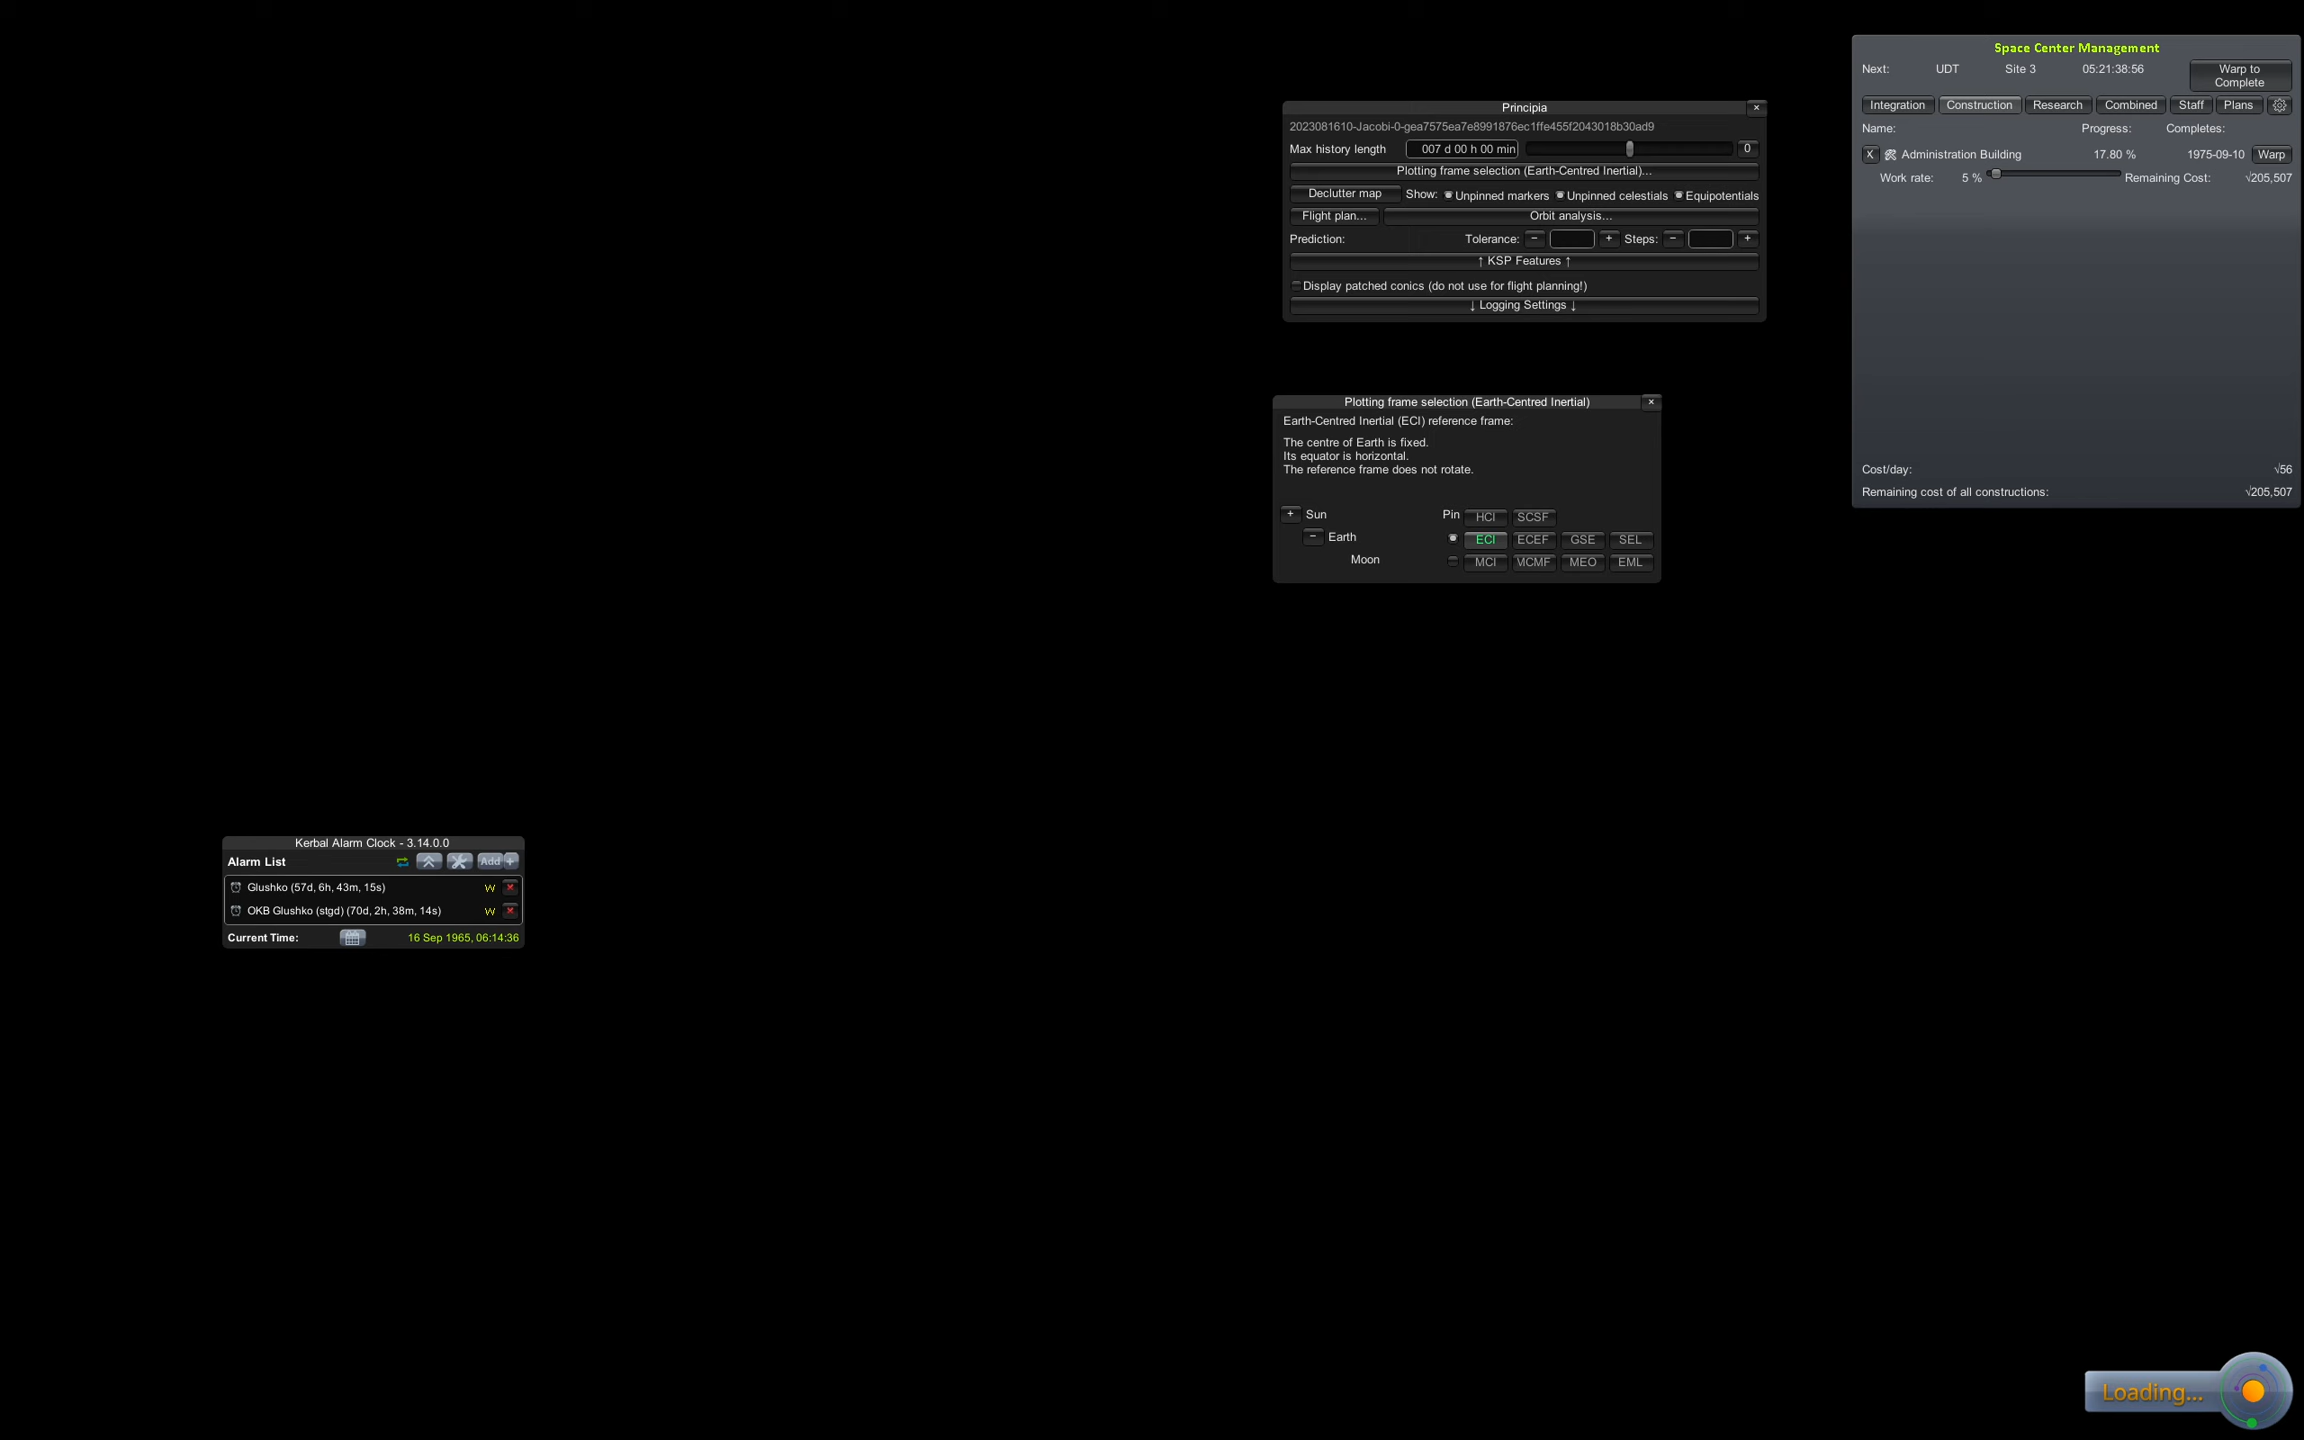 Space Center Management
Next: UDT Site 3 05:21:38:56 Warp to Complete
Integration Construction Research Combined Staff Plans
Name: Progress: Completes:
X Administration Building 17.80 % 1975-09-10 Warp
Work rate: 5 % Remaining Cost: √205,507
Cost/day: √56
Remaining cost of all constructions: √205,507
Principia ×
2023081610-Jacobi-0-gea7575ea7e8991876ec1ffe455f2043018b30ad9
Max history length 007 d 00 h 00 min 0
Plotting frame selection (Earth-Centred Inertial)...
Declutter map Show: Unpinned markers Unpinned celestials Equipotentials
Flight plan... Orbit analysis...
Prediction: Tolerance: − + Steps: − +
↑ KSP Features ↑
Display patched conics (do not use for flight planning!)
↓ Logging Settings ↓
Plotting frame selection (Earth-Centred Inertial) ×
Earth-Centred Inertial (ECI) reference frame:
The centre of Earth is fixed.
Its equator is horizontal.
The reference frame does not rotate.
+ Sun Pin HCI SCSF
− Earth ECI ECEF GSE SEL
Moon MCI MCMF MEO EML
Kerbal Alarm Clock - 3.14.0.0
Alarm List Add +
Glushko (57d, 6h, 43m, 15s) W
OKB Glushko (stgd) (70d, 2h, 38m, 14s) W
Current Time: 16 Sep 1965, 06:14:36
Loading...